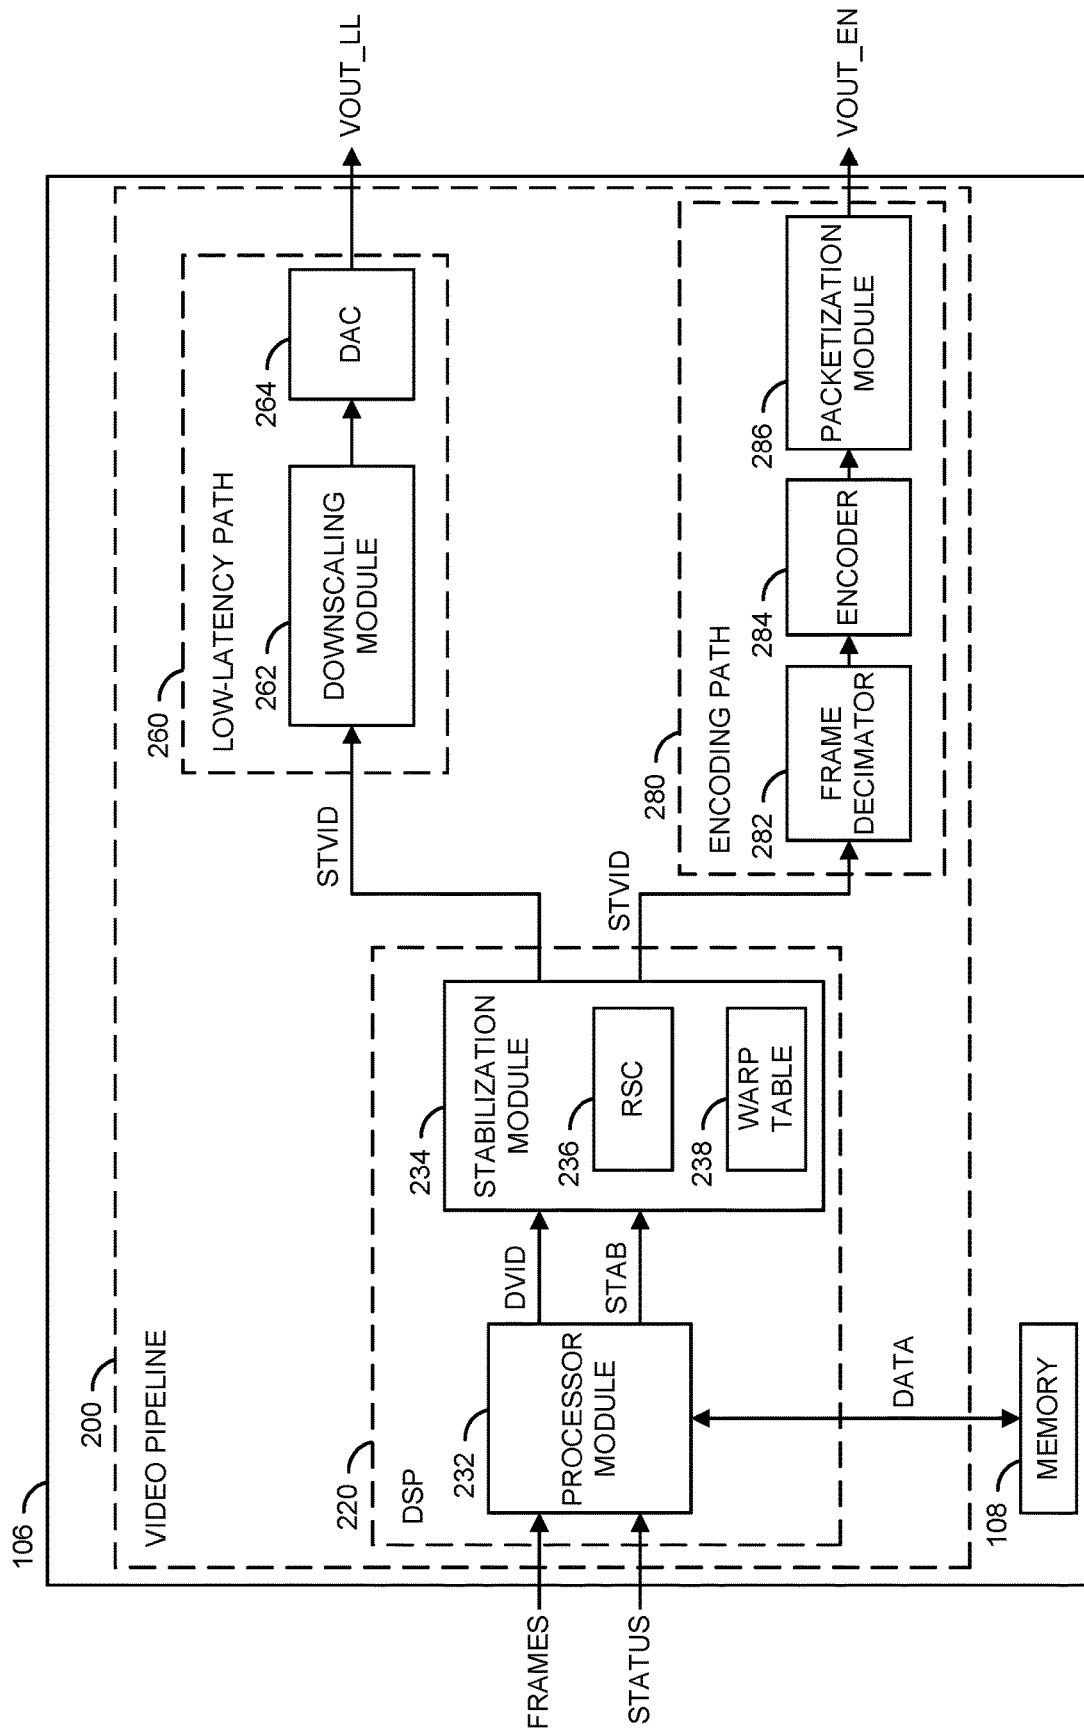 106
200
VIDEO PIPELINE
220
DSP
FRAMES
STATUS
232
PROCESSOR
MODULE
DVID
STAB
234
STABILIZATION
MODULE
236
RSC
238
WARP
TABLE
DATA
108
MEMORY
STVID
STVID
260
LOW-LATENCY PATH
262
DOWNSCALING
MODULE
264
DAC
VOUT_LL
280
ENCODING PATH
282
FRAME
DECIMATOR
284
ENCODER
286
PACKETIZATION
MODULE
VOUT_EN